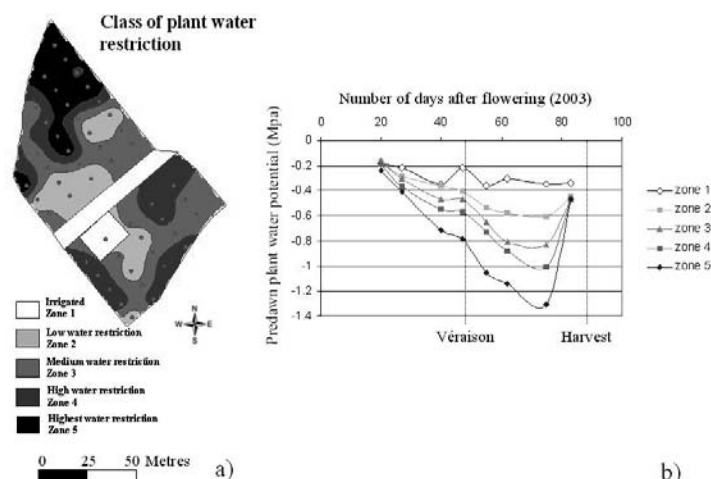 Class of plant water
restriction
N
W E
S
Irrigated
Zone 1
Low water restriction
Zone 2
Medium water restriction
Zone 3
High water restriction
Zone 4
Highest water restriction
Zone 5
0 25 50 Metres
a)
Number of days after flowering (2003)
0 20 40 60 80 100
Predawn plant water potential (Mpa)
0
-0.2
-0.4
-0.6
-0.8
-1
-1.2
-1.4
zone 1
zone 2
zone 3
zone 4
zone 5
Véraison Harvest
b)